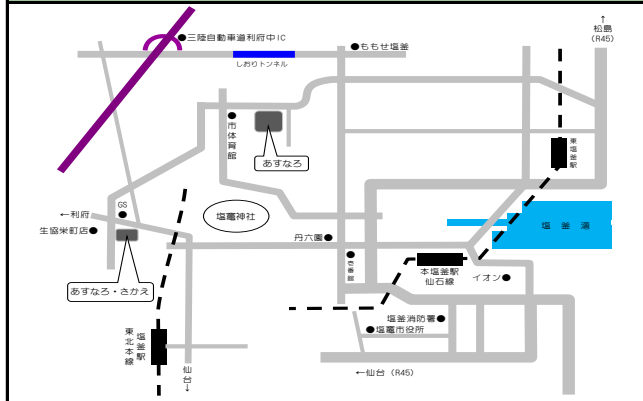 ↑
松島
(R45)
三陸自動車道利府中IC
ももせ塩釜
しおりトンネル
市体育館
あすなろ
東塩釜駅
←利府
GS
塩竈神社
生協栄町店
丹六園
塩釜湾
壱番館
本塩釜駅
仙石線
イオン
あすなろ・さかえ
塩釜消防署
塩竈市役所
塩釜駅
東北本線
仙台→
←仙台（R45）